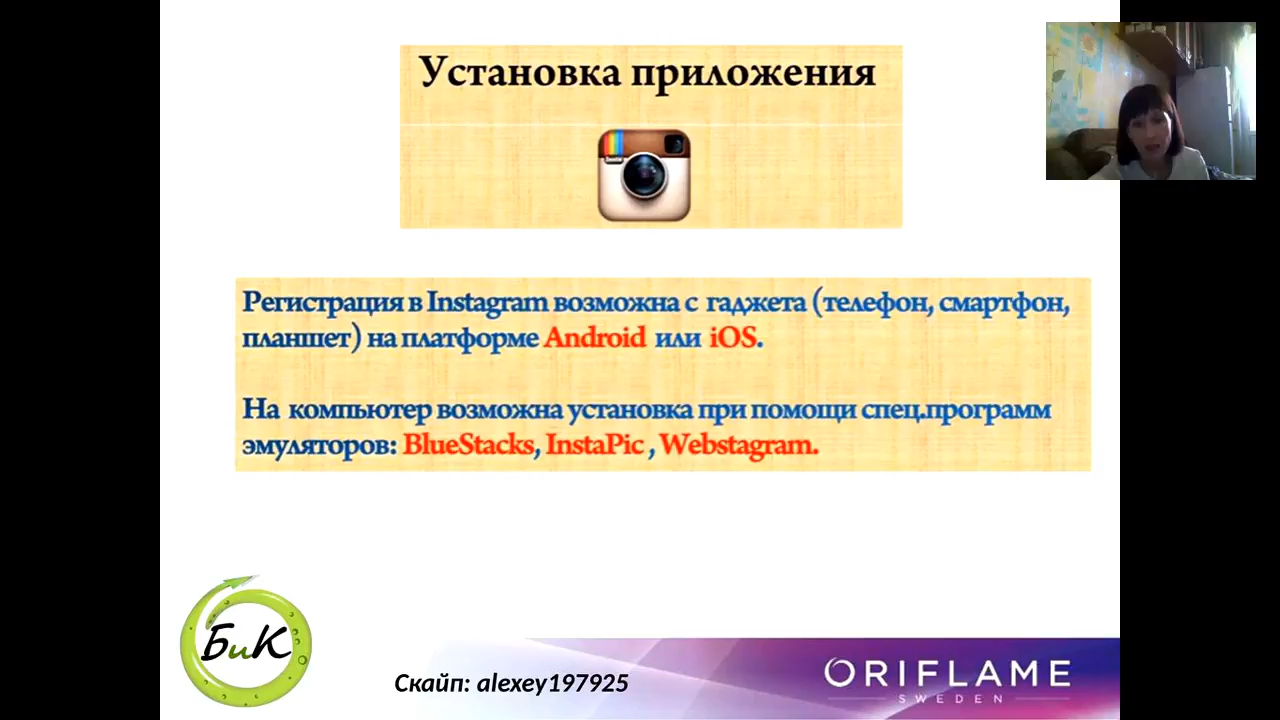 Установка приложения
Insta
Регистрация в Instagram возможна с гаджета (телефон, смартфон,
планшет) на платформе Android или iOS.
На компьютер возможна установка при помощи спец.программ
эмуляторов: BlueStacks, InstaPic , Webstagram.
БиК
Скайп: alexey197925
ORIFLAME
SWEDEN